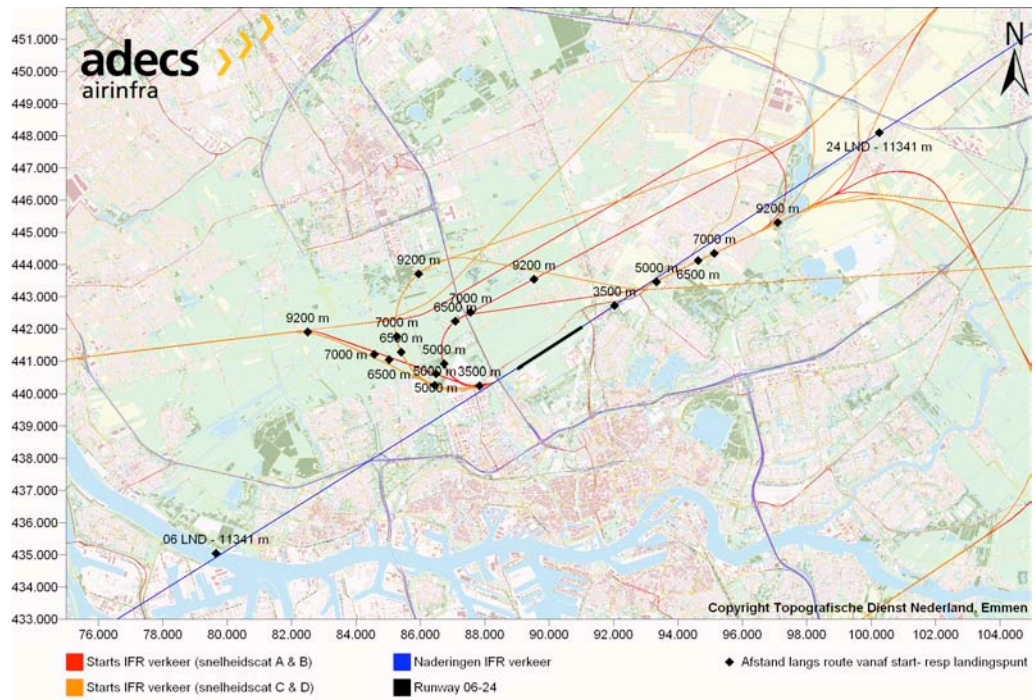 451.000
450.000
449.000
448.000
447.000
446.000
445.000
444.000
443.000
442.000
441.000
440.000
439.000
438.000
437.000
436.000
435.000
434.000
433.000
adecs
airinfra
N
24 LND - 11341 m
9200 m
7000 m
6500 m
5000 m
3500 m
9200 m
9200 m
7000 m
6500 m
5000 m
9200 m
7000 m
6500 m
7000 m
6500 m
5000 m
5000 m
3500 m
06 LND - 11341 m
Copyright Topografische Dienst Nederland, Emmen
76.000 78.000 80.000 82.000 84.000 86.000 88.000 90.000 92.000 94.000 96.000 98.000 100.000 102.000 104.000
Starts IFR verkeer (snelheidscat A & B)
Naderingen IFR verkeer
Afstand langs route vanaf start- resp landingspunt
Starts IFR verkeer (snelheidscat C & D)
Runway 06-24